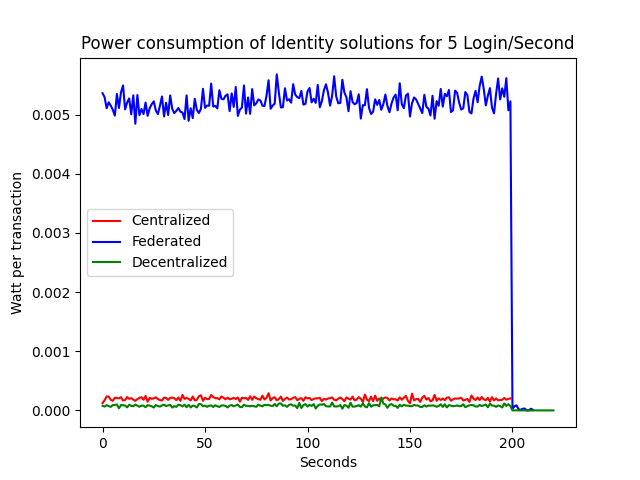 Power consumption of Identity solutions for 5 Login/Second
Watt per transaction
0.005
0.004
0.003
0.002
0.001
0.000
Centralized
Federated
Decentralized
0
50
100
150
200
Seconds